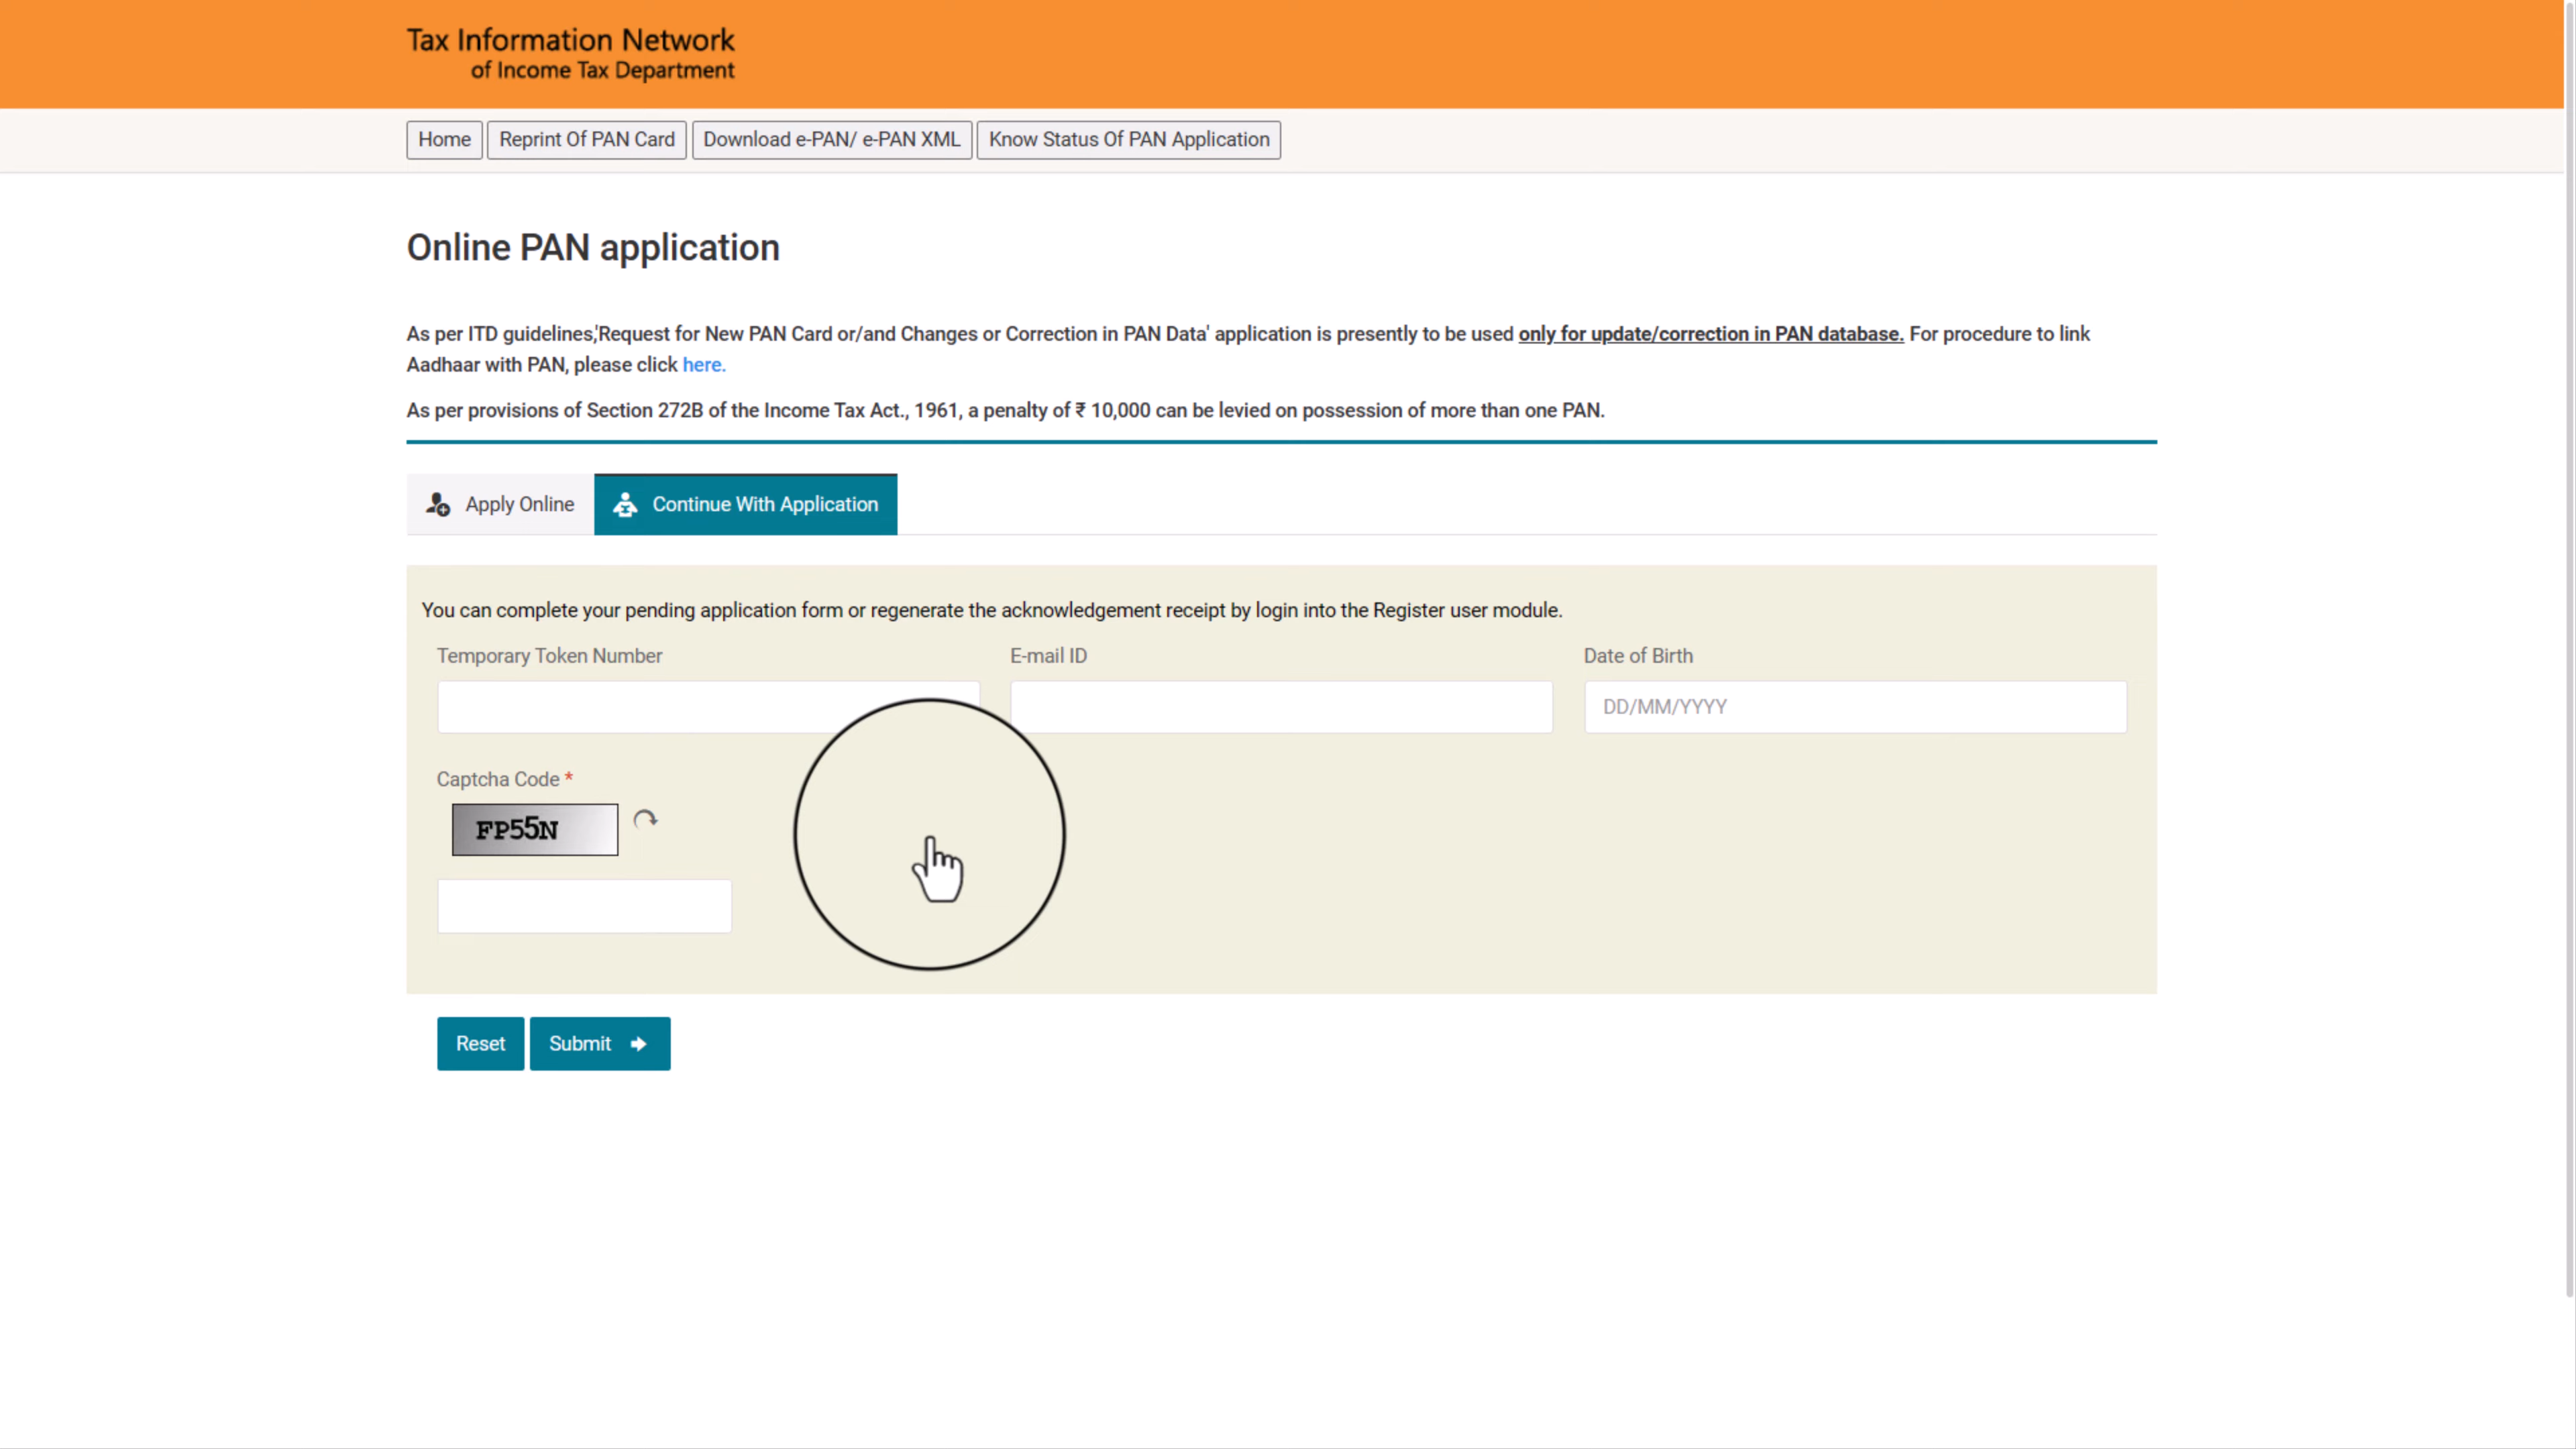 Tax Information Network
of Income Tax Department
Home
Reprint Of PAN Card
Download e-PAN/ e-PAN XML
Know Status Of PAN Application
Online PAN application
As per ITD guidelines,'Request for New PAN Card or/and Changes or Correction in PAN Data' application is presently to be used only for update/correction in PAN database. For procedure to link
Aadhaar with PAN, please click here.
As per provisions of Section 272B of the Income Tax Act., 1961, a penalty of ₹ 10,000 can be levied on possession of more than one PAN.
Apply Online
Continue With Application
You can complete your pending application form or regenerate the acknowledgement receipt by login into the Register user module.
Temporary Token Number
E-mail ID
Date of Birth
DD/MM/YYYY
Captcha Code *
FP55N
Reset
Submit